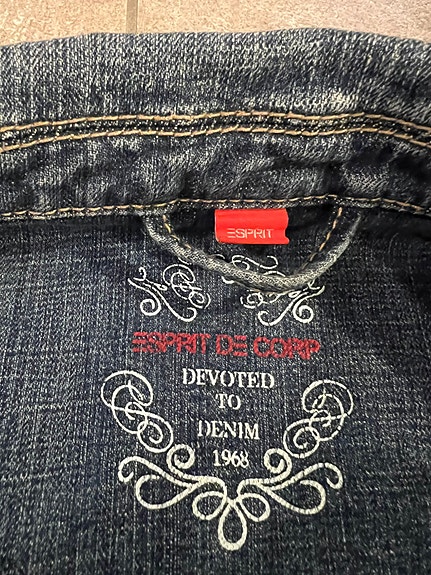 ESPRIT
ESPRIT DE CORP
DEVOTED
TO
DENIM
1968